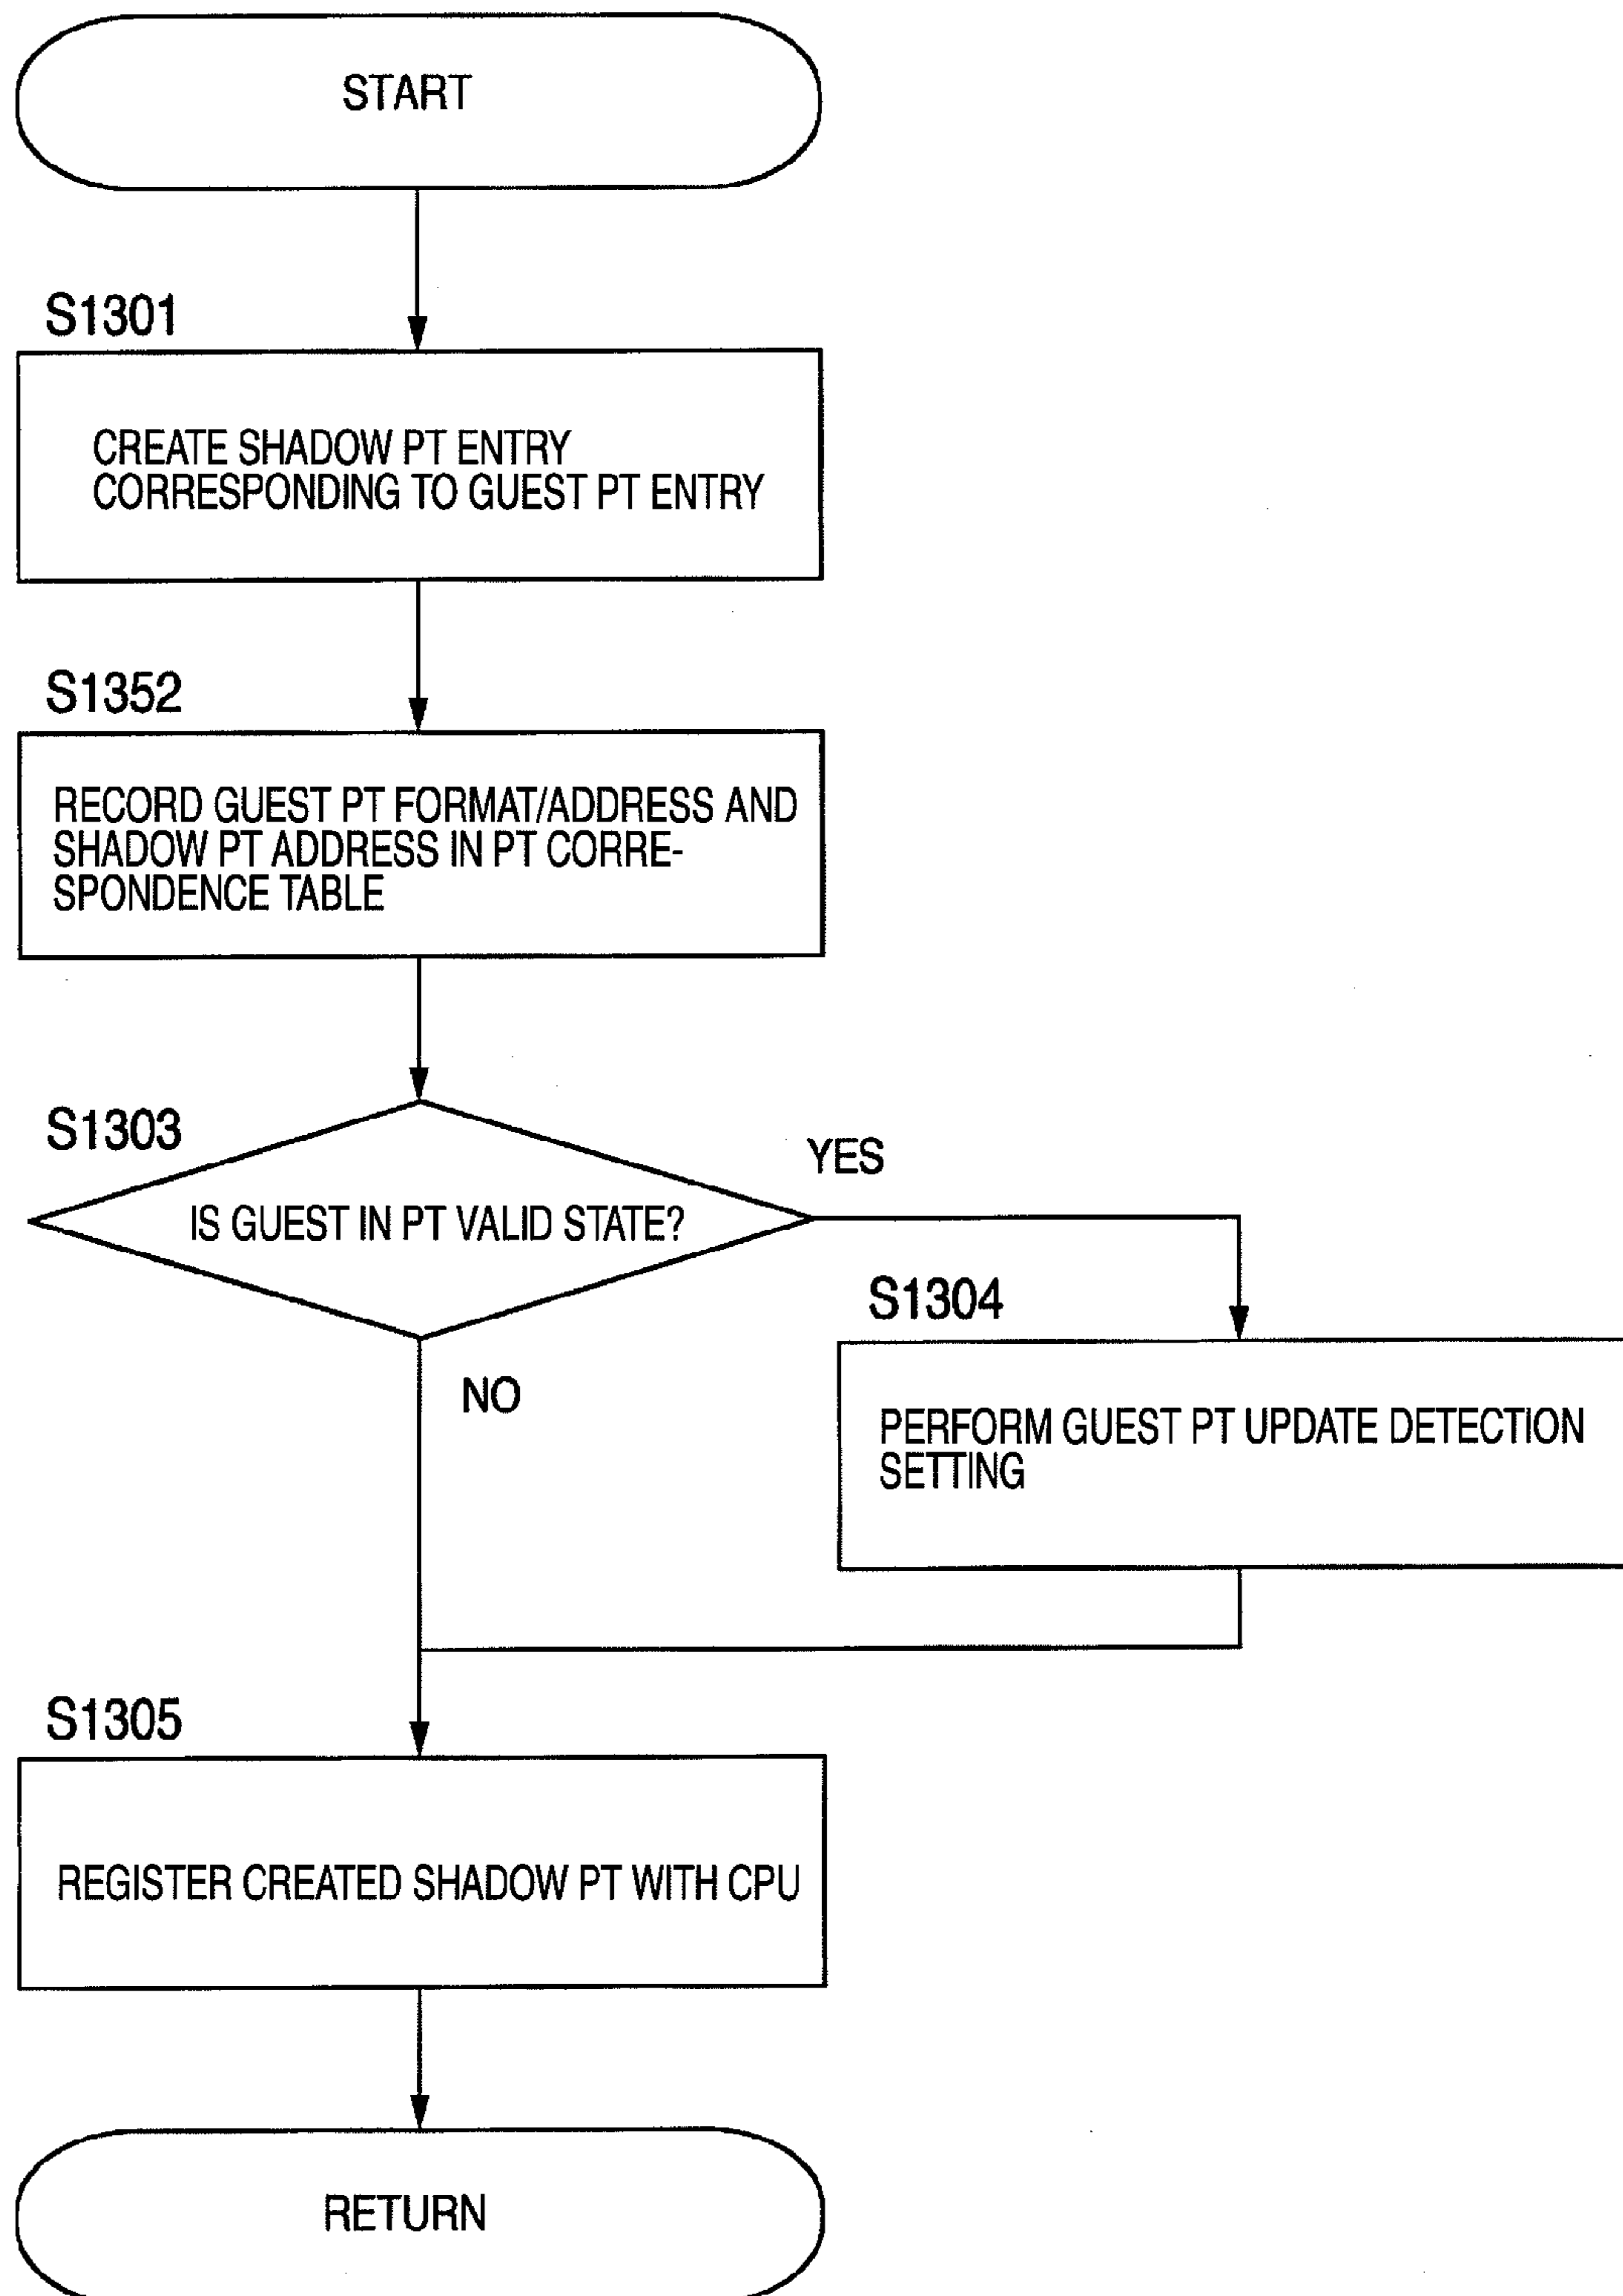 START
S1301
CREATE SHADOW PT ENTRY
CORRESPONDING TO GUEST PT ENTRY
S1352
RECORD GUEST PT FORMAT/ADDRESS AND
SHADOW PT ADDRESS IN PT CORRE-
SPONDENCE TABLE
S1303
IS GUEST IN PT VALID STATE?
YES
NO
S1304
PERFORM GUEST PT UPDATE DETECTION
SETTING
S1305
REGISTER CREATED SHADOW PT WITH CPU
RETURN